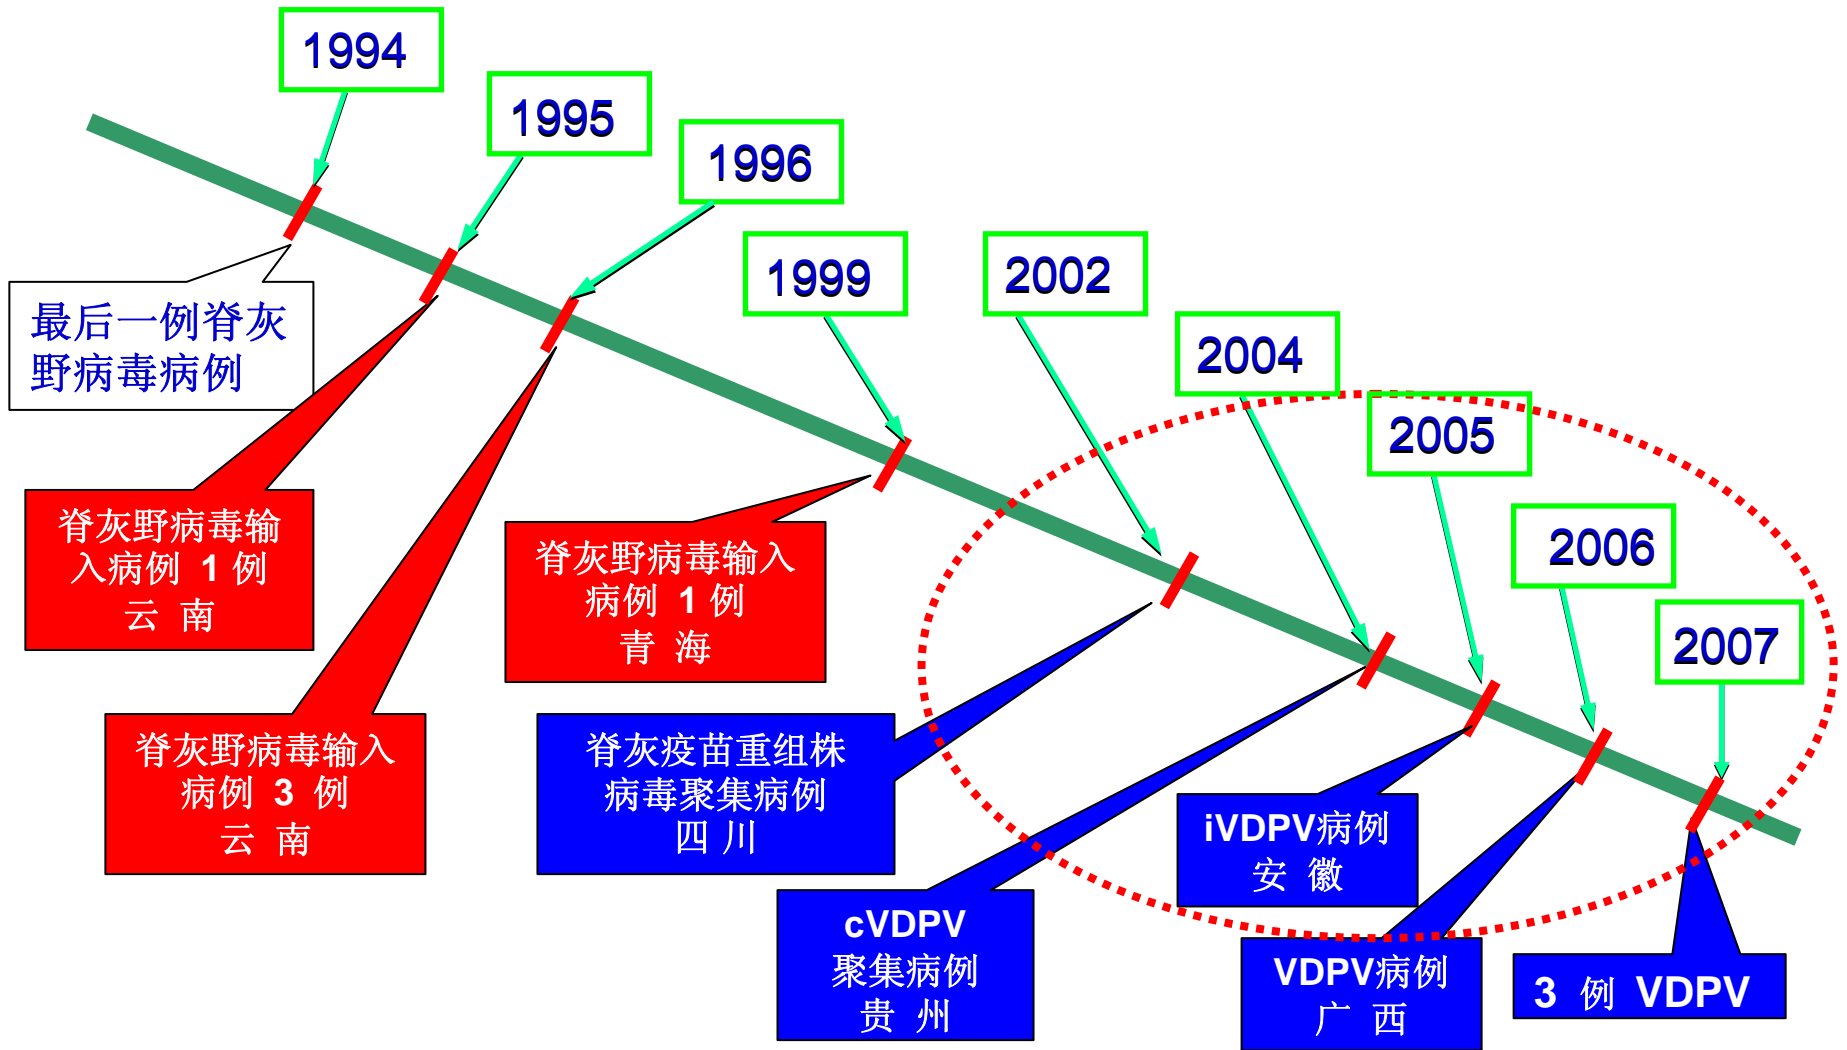 1994
1995
1996
1999
2002
2004
2005
2006
2007
最后一例脊灰
野病毒病例
脊灰野病毒输
入病例 1 例
云 南
脊灰野病毒输入
病例 3 例
云 南
脊灰野病毒输入
病例 1 例
青 海
脊灰疫苗重组株
病毒聚集病例
四 川
cVDPV
聚集病例
贵 州
iVDPV病例
安 徽
VDPV病例
广 西
3 例 VDPV